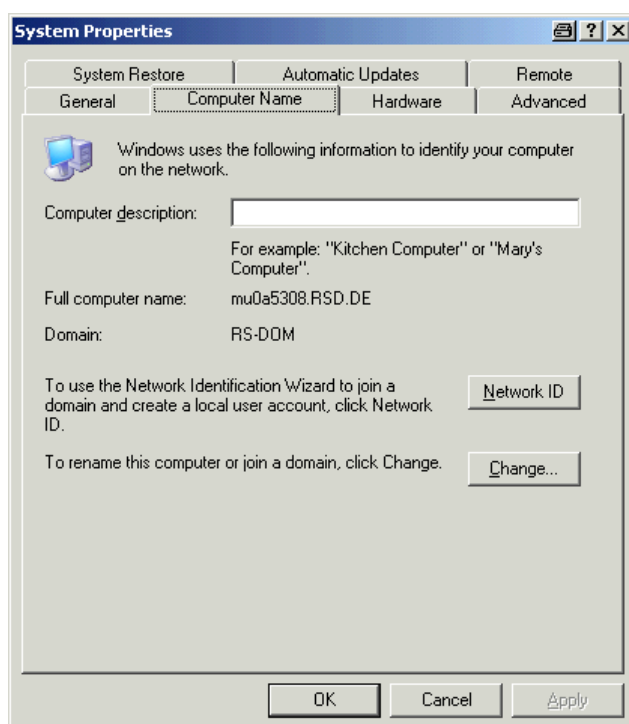 System Properties
System Restore
Automatic Updates
Remote
General
Computer Name
Hardware
Advanced
Windows uses the following information to identify your computer
on the network.
Computer description:
For example: "Kitchen Computer" or "Mary's
Computer".
Full computer name:
mu0a5308.RSD.DE
Domain:
RS-DOM
To use the Network Identification Wizard to join a
domain and create a local user account, click Network
ID.
Network ID
To rename this computer or join a domain, click Change.
Change...
OK
Cancel
Apply